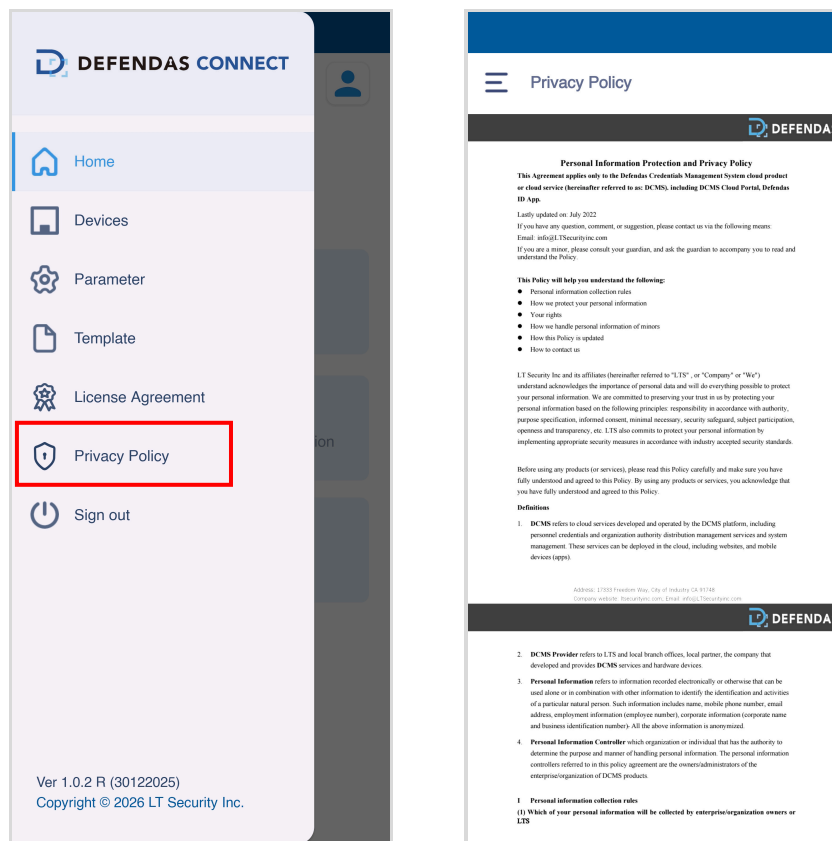 DEFENDAS CONNECT
Home
Devices
Parameter
Template
License Agreement
Privacy Policy
Sign out
ion
Ver 1.0.2 R (30122025)
Copyright © 2026 LT Security Inc.
Privacy Policy
DEFENDA
Personal Information Protection and Privacy Policy
This Agreement applies only to the Defendas Credentials Management System cloud product
or cloud service (hereinafter referred to as: DCMS), including DCMS Cloud Portal, Defendas
ID App.
Lastly updated on: July 2022
If you have any question, comment, or suggestion, please contact us via the following means:
Email: info@LTSecurityinc.com
If you are a minor, please consult your guardian, and ask the guardian to accompany you to read and
understand the Policy.
This Policy will help you understand the following:
● Personal information collection rules
● How we protect your personal information
● Your rights
● How we handle personal information of minors
● How this Policy is updated
● How to contact us
LT Security Inc and its affiliates (hereinafter referred to "LTS" , or "Company" or "We")
understand acknowledges the importance of personal data and will do everything possible to protect
your personal information. We are committed to preserving your trust in us by protecting your
personal information based on the following principles: responsibility in accordance with authority,
purpose specification, informed consent, minimal necessary, security safeguard, subject participation,
openness and transparency, etc. LTS also commits to protect your personal information by
implementing appropriate security measures in accordance with industry accepted security standards.
Before using any products (or services), please read this Policy carefully and make sure you have
fully understood and agreed to this Policy. By using any products or services, you acknowledge that
you have fully understood and agreed to this Policy.
Definitions
1. DCMS refers to cloud services developed and operated by the DCMS platform, including
personnel credentials and organization authority distribution management services and system
management. These services can be deployed in the cloud, including websites, and mobile
devices (apps).
Address: 17333 Freedom Way, City of Industry CA 91748
Company website: ltsecurityinc.com; Email: info@LTSecurityinc.com
DEFENDA
2. DCMS Provider refers to LTS and local branch offices, local partner, the company that
developed and provides DCMS services and hardware devices.
3. Personal Information refers to information recorded electronically or otherwise that can be
used alone or in combination with other information to identify the identification and activities
of a particular natural person. Such information includes name, mobile phone number, email
address, employment information (employee number), corporate information (corporate name
and business identification number). All the above information is anonymized.
4. Personal Information Controller which organization or individual that has the authority to
determine the purpose and manner of handling personal information. The personal information
controllers referred to in this policy agreement are the owners/administrators of the
enterprise/organization of DCMS products.
I Personal information collection rules
(1) Which of your personal information will be collected by enterprise/organization owners or
LTS